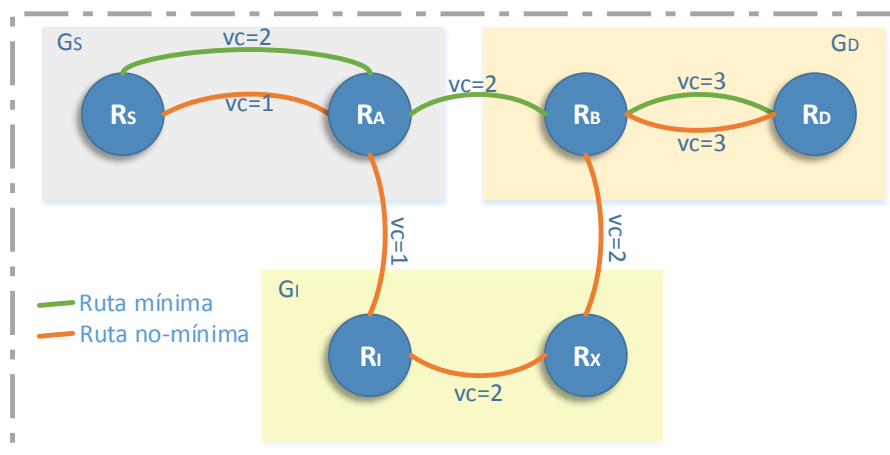 GS
vc=2
GD
RS
vc=1
RA
vc=2
RB
vc=3
vc=3
RD
vc=1
vc=2
GI
Ruta mínima
Ruta no-mínima
RI
vc=2
RX